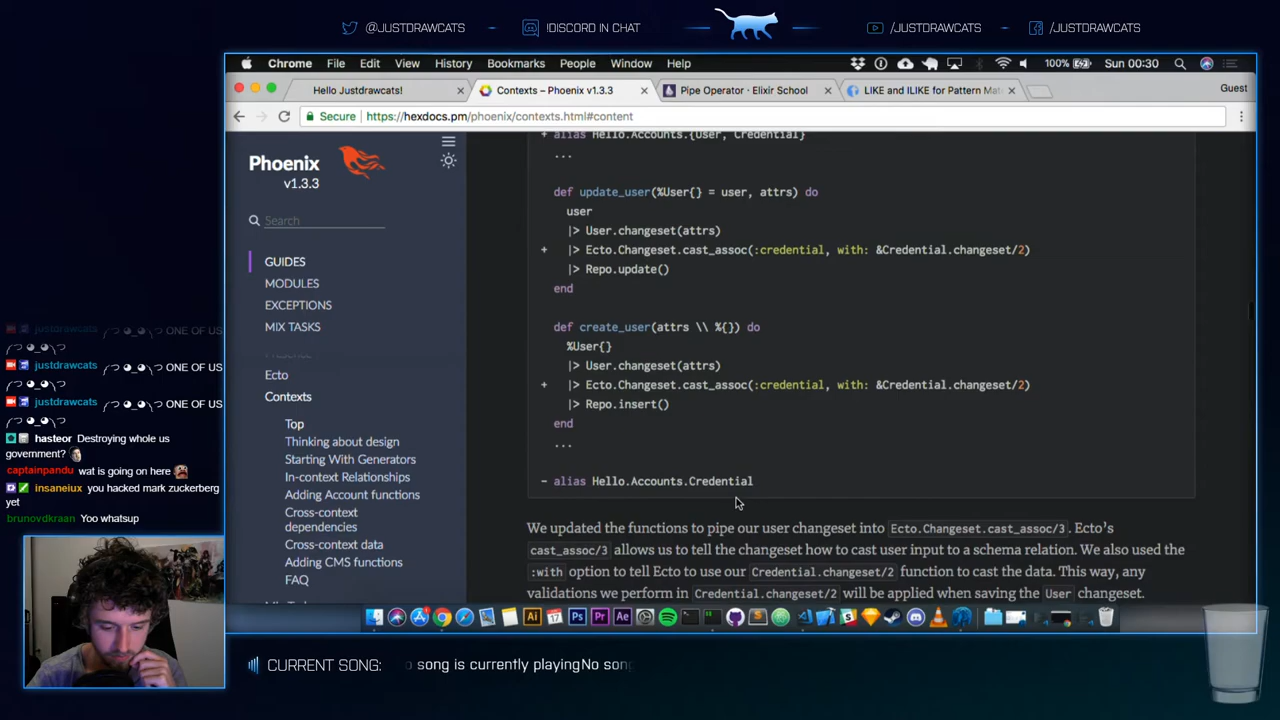 @JUSTDRAWCATS
!DISCORD IN CHAT
/JUSTDRAWCATS
/JUSTDRAWCATS
Chrome File Edit View History Bookmarks People Window Help
100% Sun 00:30
Hello Justdrawcats!
Contexts – Phoenix v1.3.3
Pipe Operator · Elixir School
LIKE and ILIKE for Pattern Mat
Guest
Secure https://hexdocs.pm/phoenix/contexts.html#content
Phoenix
v1.3.3
Search
GUIDES
MODULES
EXCEPTIONS
MIX TASKS
Presence
Ecto
Contexts
Top
Thinking about design
Starting With Generators
In-context Relationships
Adding Account functions
Cross-context
dependencies
Cross-context data
Adding CMS functions
FAQ
+ alias Hello.Accounts.{User, Credential}
...
def update_user(%User{} = user, attrs) do
user
|> User.changeset(attrs)
+ |> Ecto.Changeset.cast_assoc(:credential, with: &Credential.changeset/2)
|> Repo.update()
end
def create_user(attrs \\ %{}) do
%User{}
|> User.changeset(attrs)
+ |> Ecto.Changeset.cast_assoc(:credential, with: &Credential.changeset/2)
|> Repo.insert()
end
...
- alias Hello.Accounts.Credential
We updated the functions to pipe our user changeset into Ecto.Changeset.cast_assoc/3. Ecto’s
cast_assoc/3 allows us to tell the changeset how to cast user input to a schema relation. We also used the
:with option to tell Ecto to use our Credential.changeset/2 function to cast the data. This way, any
validations we perform in Credential.changeset/2 will be applied when saving the User changeset.
justdrawcats ONE OF US
justdrawcats ONE OF US
justdrawcats ONE OF US
hasteor Destroying whole us
government?
captainpandu wat is going on here
insaneiux you hacked mark zuckerberg
yet
brunovdkraan Yoo whatsup
17
Ai
Ps
Pr
Ae
CURRENT SONG:
o song is currently playingNo son